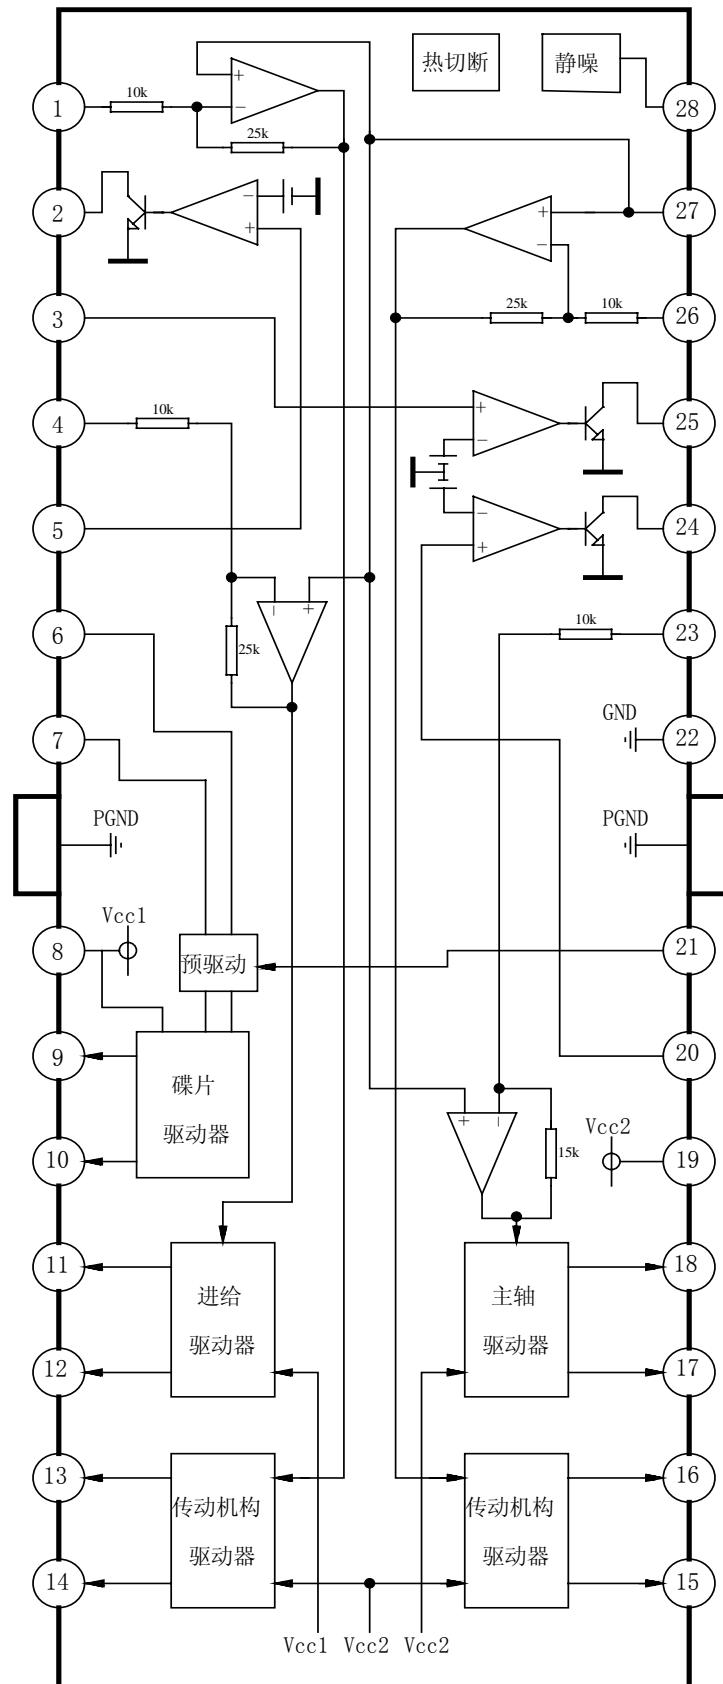 热切断
静噪
10k
+
−
1
28
25k
2
−
+
+
−
27
3
25k
10k
26
4
10k
+
−
25
5
−
+
24
6
−
+
25k
10k
23
7
GND
22
PGND
PGND
Vcc1
8
预驱动
21
9
碟片
驱动器
20
10
+
−
15k
Vcc2
19
11
进给
驱动器
主轴
驱动器
18
12
17
13
传动机构
驱动器
传动机构
驱动器
16
14
15
Vcc1
Vcc2
Vcc2